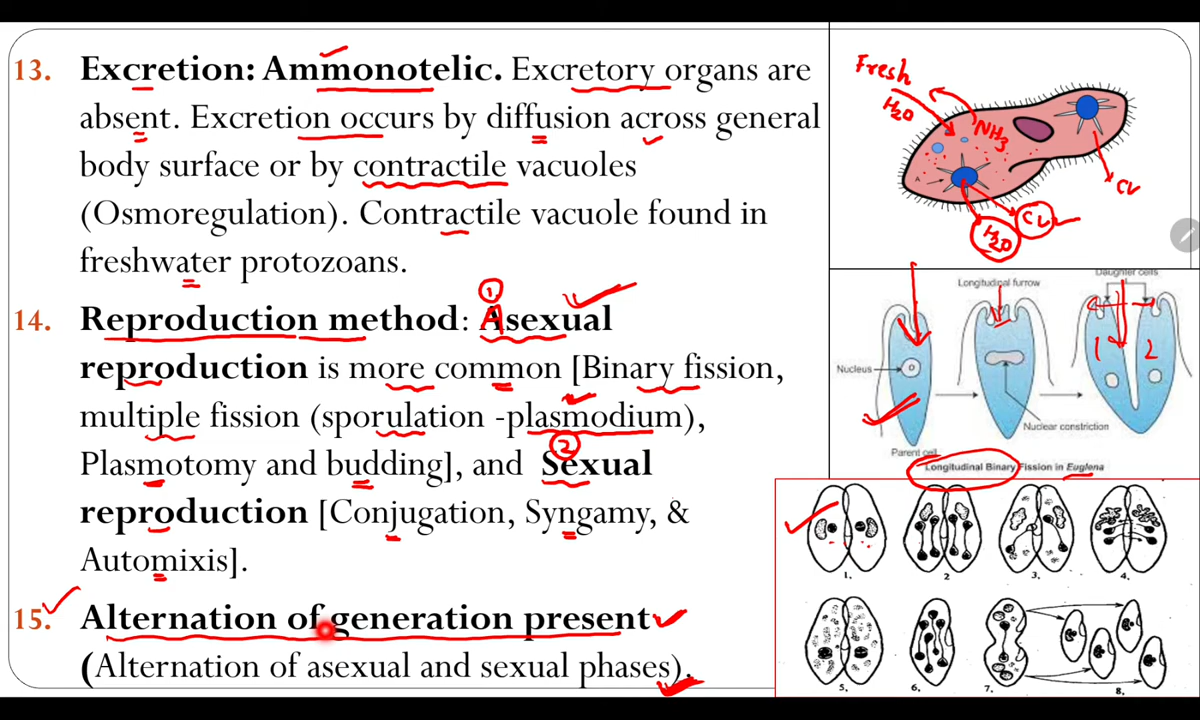 13. Excretion: Ammonotelic. Excretory organs are
absent. Excretion occurs by diffusion across general
body surface or by contractile vacuoles
(Osmoregulation). Contractile vacuole found in
freshwater protozoans.
14. Reproduction method: Asexual
reproduction is more common [Binary fission,
multiple fission (sporulation -plasmodium),
Plasmotomy and budding], and Sexual
reproduction [Conjugation, Syngamy, &
Automixis].
15. Alternation of generation present
(Alternation of asexual and sexual phases).
1
2
Fresh
H2O
NH3
A
CV
H2O
Longitudinal furrow
Daughter cells
1 2
Nucleus
Nuclear constriction
Parent cell
Longitudinal Binary Fission in Euglena
1. 2 3. 4.
5. 6. 7. 8.